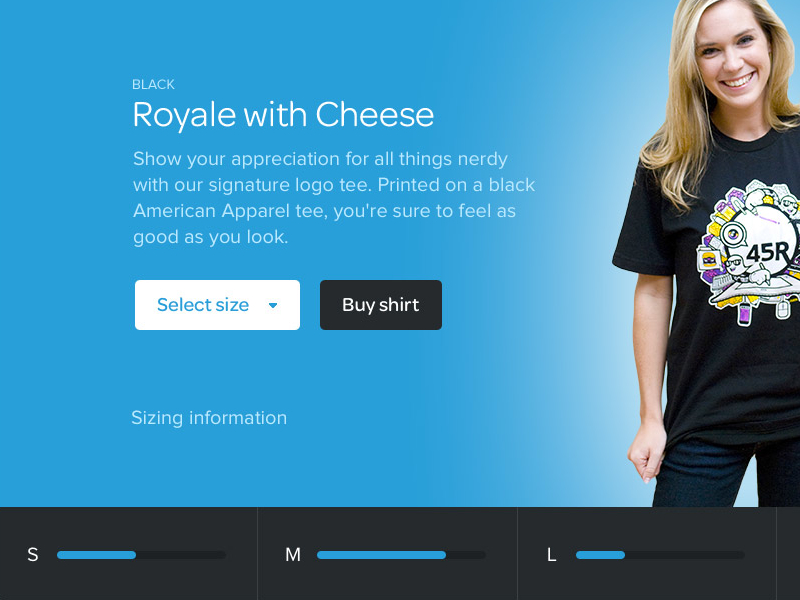 BLACK
Royale with Cheese
Show your appreciation for all things nerdy
with our signature logo tee. Printed on a black
American Apparel tee, you're sure to feel as
good as you look.
Select size
Buy shirt
45R
Sizing information
S
M
L